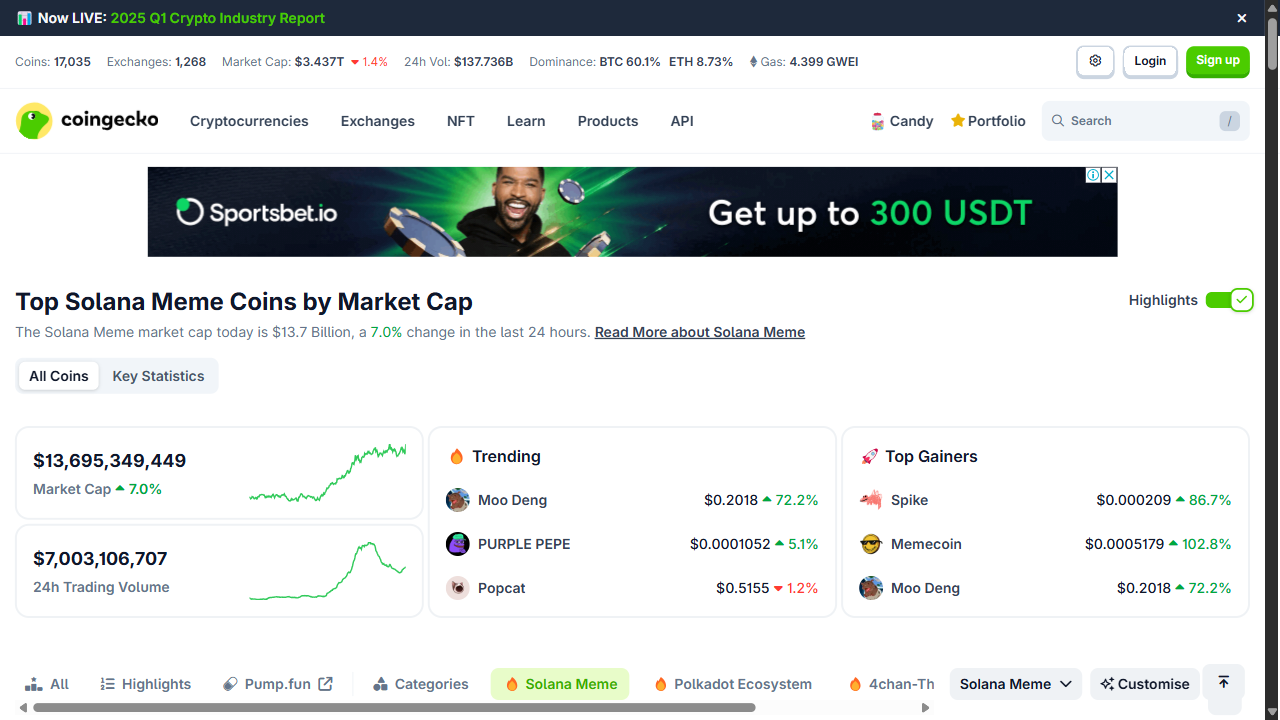 Now LIVE: 2025 Q1 Crypto Industry Report
Coins: 17,035 Exchanges: 1,268 Market Cap: $3.437T 1.4% 24h Vol: $137.736B Dominance: BTC 60.1% ETH 8.73% Gas: 4.399 GWEI Login Sign up
coingecko Cryptocurrencies Exchanges NFT Learn Products API Candy Portfolio Search /
Sportsbet.io Get up to 300 USDT
Top Solana Meme Coins by Market Cap Highlights
The Solana Meme market cap today is $13.7 Billion, a 7.0% change in the last 24 hours. Read More about Solana Meme
All Coins Key Statistics
$13,695,349,449
Market Cap 7.0%
$7,003,106,707
24h Trading Volume
Trending
Moo Deng $0.2018 72.2%
PURPLE PEPE $0.0001052 5.1%
Popcat $0.5155 1.2%
Top Gainers
Spike $0.000209 86.7%
Memecoin $0.0005179 102.8%
Moo Deng $0.2018 72.2%
All Highlights Pump.fun Categories Solana Meme Polkadot Ecosystem 4chan-Th Solana Meme Customise